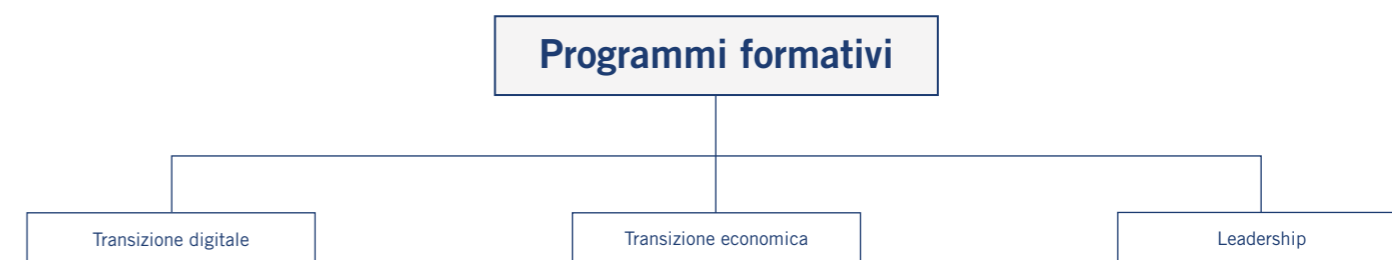 Programmi formativi
Transizione digitale
Transizione economica
Leadership